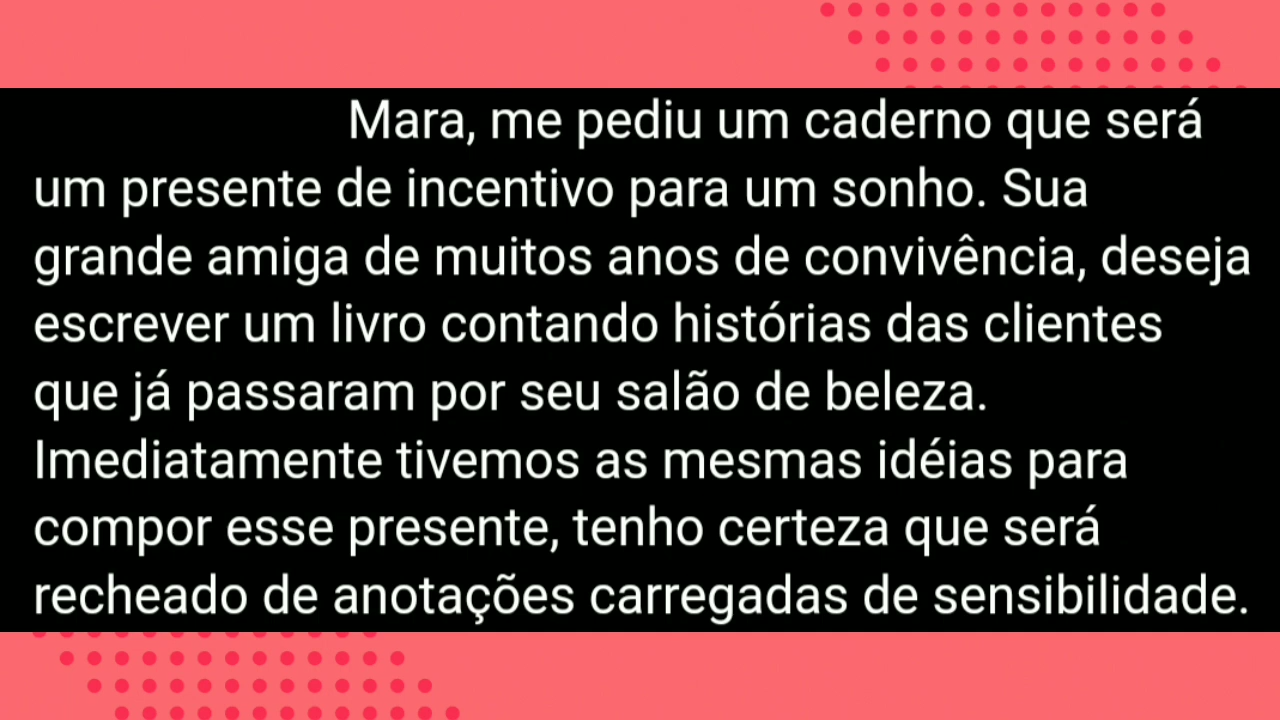 Mara, me pediu um caderno que será
um presente de incentivo para um sonho. Sua
grande amiga de muitos anos de convivência, deseja
escrever um livro contando histórias das clientes
que já passaram por seu salão de beleza.
Imediatamente tivemos as mesmas idéias para
compor esse presente, tenho certeza que será
recheado de anotações carregadas de sensibilidade.